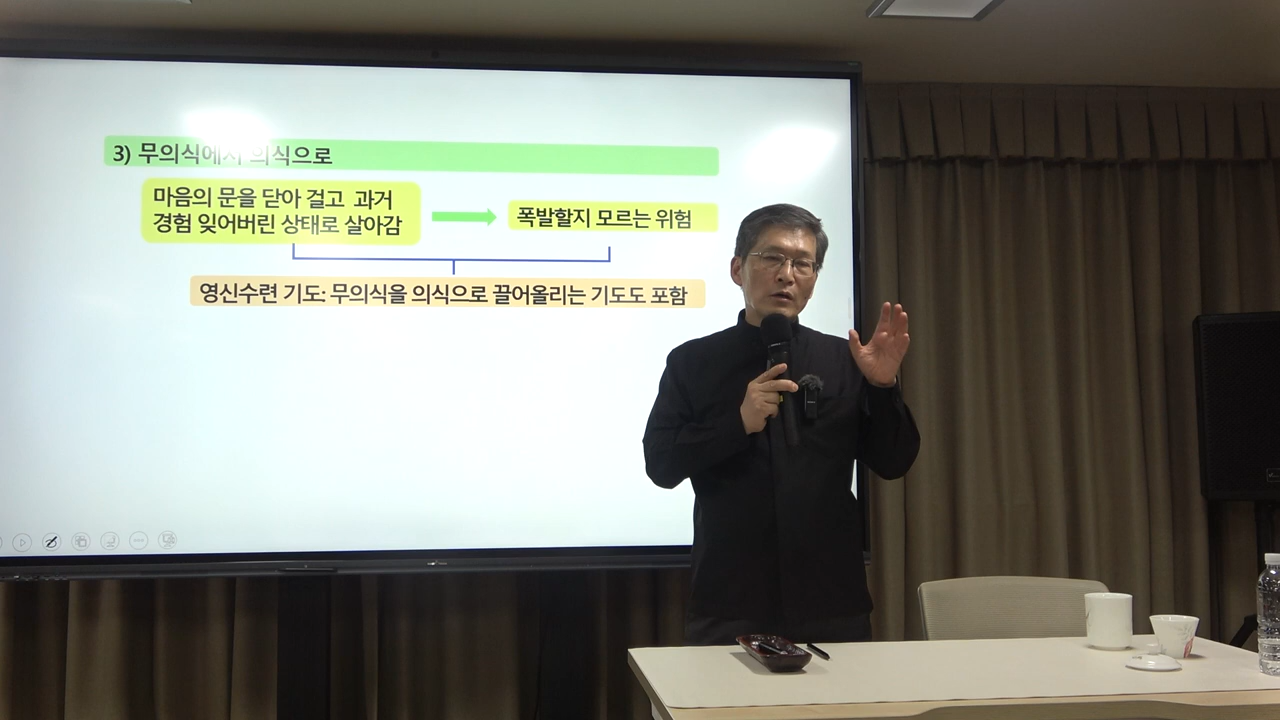 3) 무의식에서 의식으로
마음의 문을 닫아 걸고 과거
경험 잊어버린 상태로 살아감
폭발할지 모르는 위험
영신수련 기도: 무의식을 의식으로 끌어올리는 기도도 포함